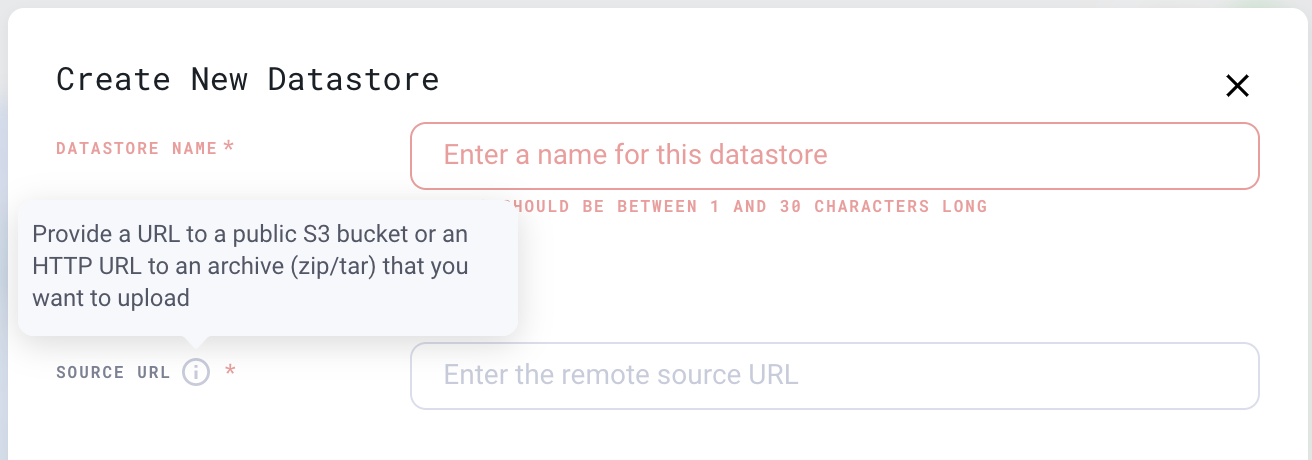 Create New Datastore
DATASTORE NAME *
Enter a name for this datastore
SHOULD BE BETWEEN 1 AND 30 CHARACTERS LONG
Provide a URL to a public S3 bucket or an
HTTP URL to an archive (zip/tar) that you
want to upload
SOURCE URL *
Enter the remote source URL